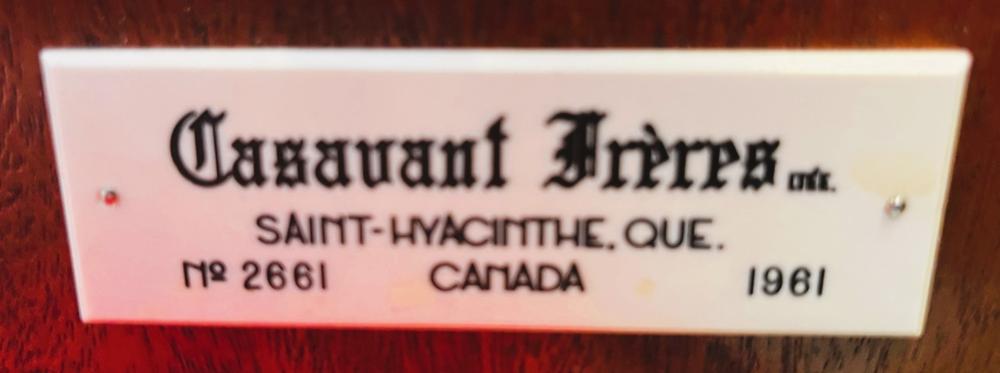 Casavant Frères
SAINT-HYACINTHE, QUE.
Nº 2661 CANADA 1961